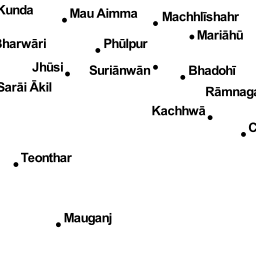 Kunda
Mau Aimma
Machhlīshahr
Mariāhū
Bharwāri
Phūlpur
Jhūsi
Suriānwān
Bhadohī
Sarāi Ākil
Rāmnaga
Kachhwā
C
Teonthar
Mauganj